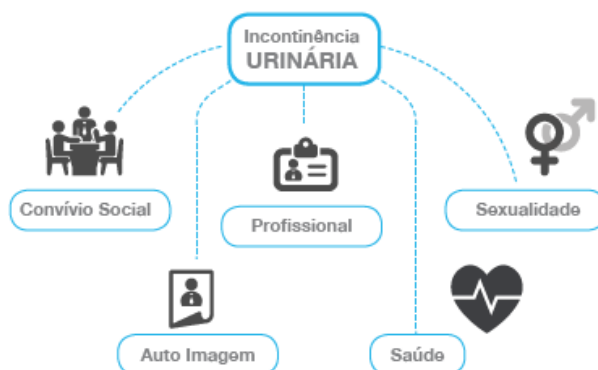 Incontinência
URINÁRIA
Convívio Social
Profissional
Sexualidade
Auto Imagem
Saúde